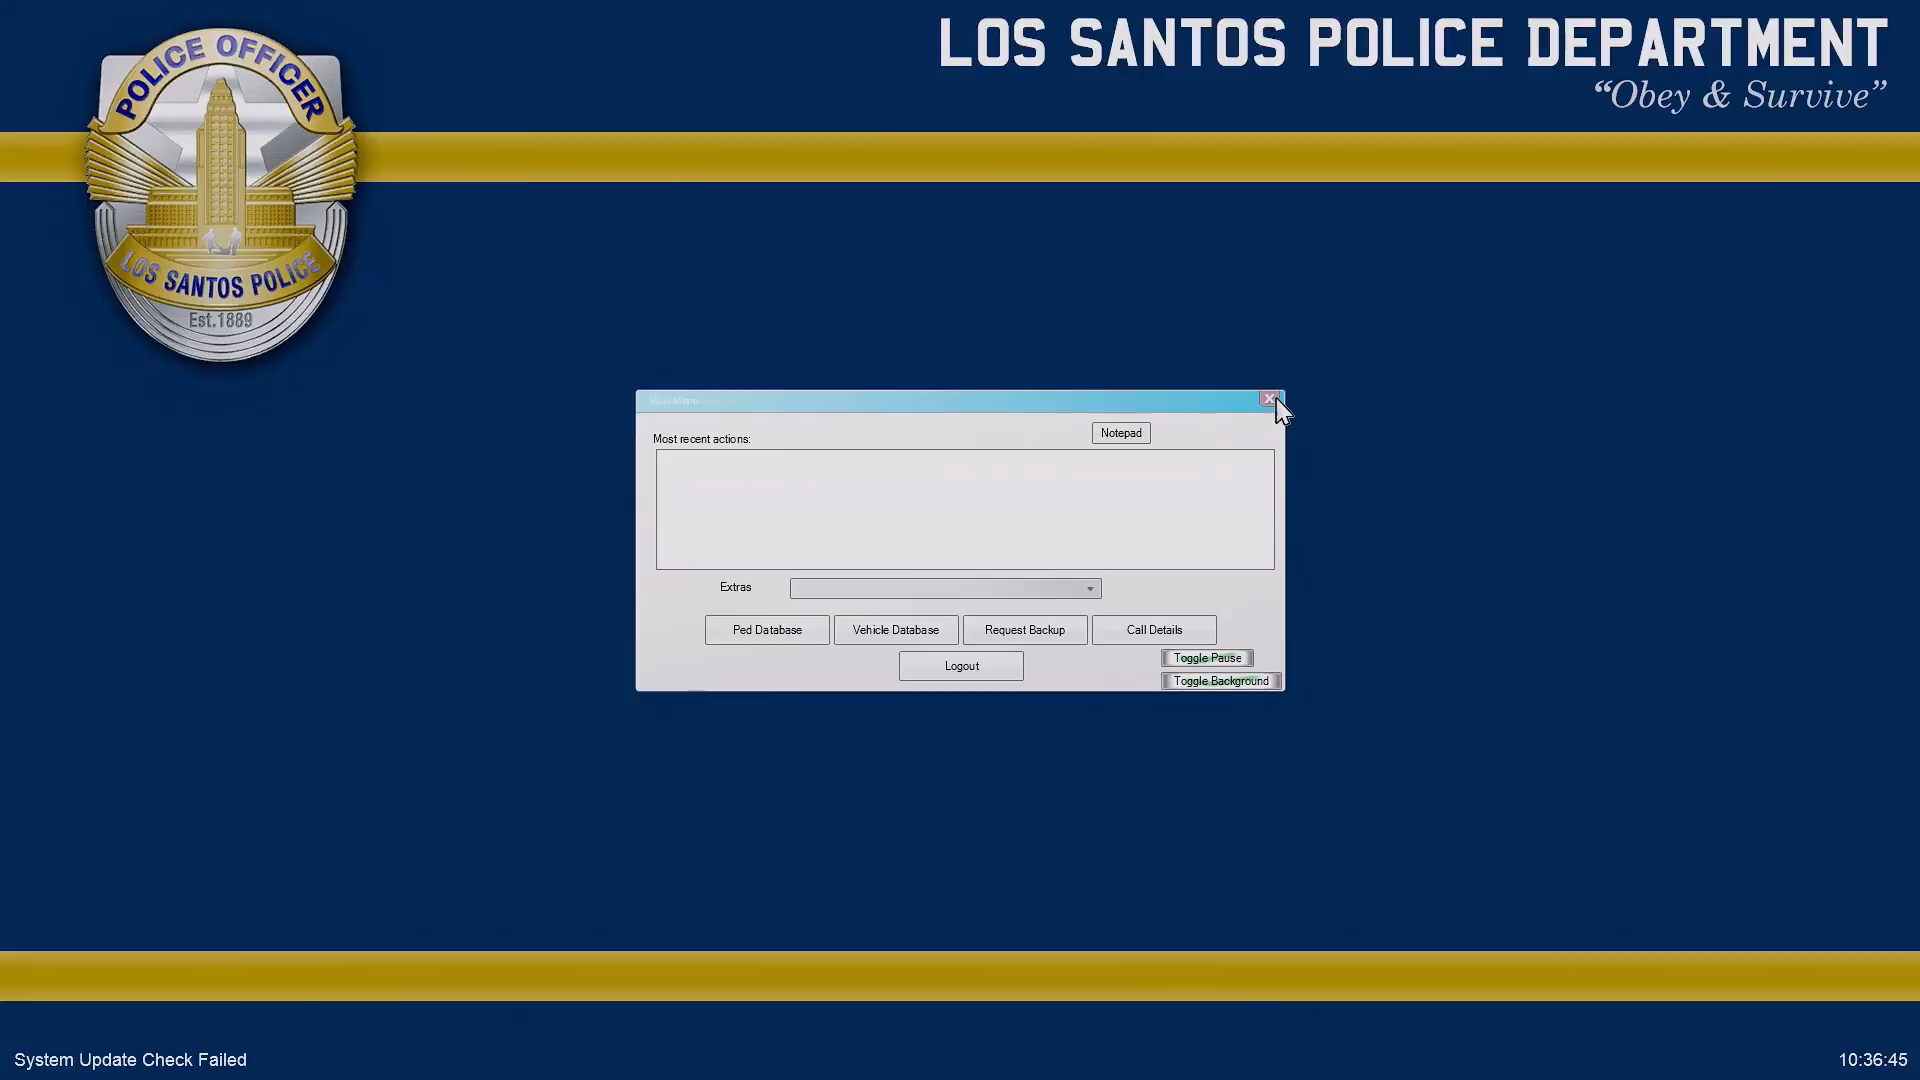 POLICE OFFICER
LOS SANTOS POLICE
Est.1889
LOS SANTOS POLICE DEPARTMENT
“Obey & Survive”
Main Menu
Most recent actions:
Notepad
Extras
Ped Database
Vehicle Database
Request Backup
Call Details
Logout
Toggle Pause
Toggle Background
System Update Check Failed
10:36:45